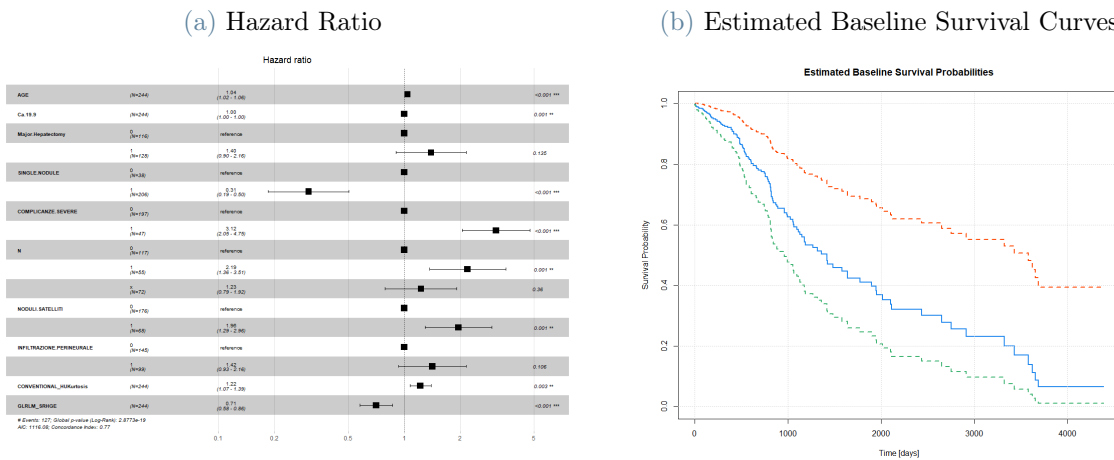 (a) Hazard Ratio
Hazard ratio
AGE (N=244) 1.04 (1.02 - 1.06) <0.001 ***
Ca.19.9 (N=244) 1.00 (1.00 - 1.00) 0.001 **
Major.Hepatectomy 0 (N=116) reference
1 (N=128) 1.40 (0.90 - 2.16) 0.135
SINGLE.NODULE 0 (N=38) reference
1 (N=206) 0.31 (0.19 - 0.50) <0.001 ***
COMPLICANZE.SEVERE 0 (N=197) reference
1 (N=47) 3.12 (2.05 - 4.75) <0.001 ***
N 0 (N=117) reference
1 (N=55) 2.19 (1.36 - 3.51) 0.001 **
x (N=72) 1.23 (0.79 - 1.92) 0.36
NODULI.SATELLITI 0 (N=176) reference
1 (N=68) 1.96 (1.29 - 2.96) 0.001 **
INFILTRAZIONE.PERINEURALE 0 (N=145) reference
1 (N=99) 1.42 (0.93 - 2.16) 0.106
CONVENTIONAL_HUKurtosis (N=244) 1.22 (1.07 - 1.39) 0.003 **
GLRLM_SRHGE (N=244) 0.71 (0.58 - 0.86) <0.001 ***
# Events: 127; Global p-value (Log-Rank): 2.8773e-19
AIC: 1116.08; Concordance Index: 0.77
0.1 0.2 0.5 1 2 5
(b) Estimated Baseline Survival Curves
Estimated Baseline Survival Probabilities
Survival Probability
1.0
0.8
0.6
0.4
0.2
0.0
0 1000 2000 3000 4000
Time [days]